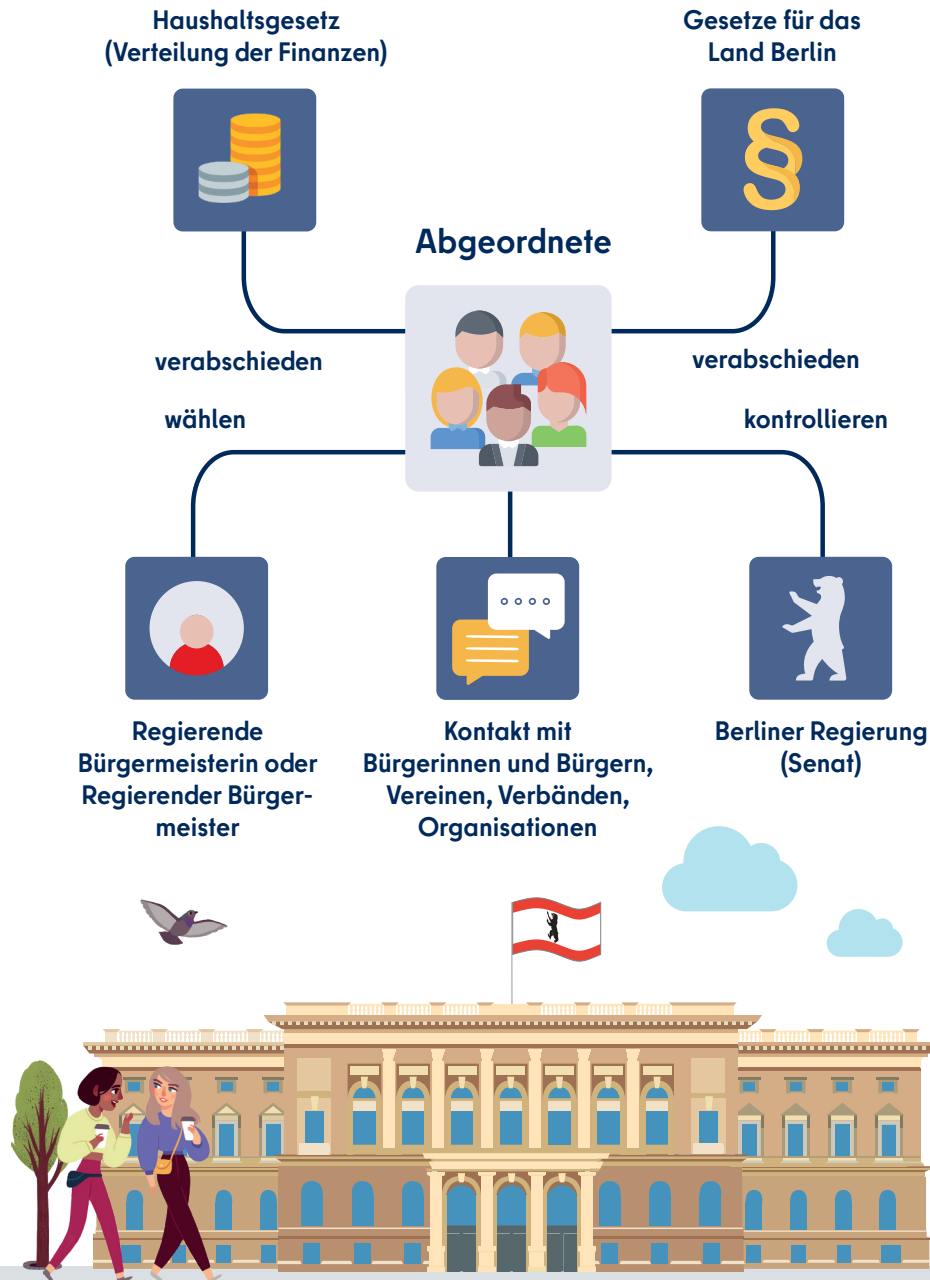 Haushaltsgesetz
(Verteilung der Finanzen)
Gesetze für das
Land Berlin
Abgeordnete
verabschieden
verabschieden
wählen
kontrollieren
Regierende
Bürgermeisterin oder
Regierender Bürger-
meister
Kontakt mit
Bürgerinnen und Bürgern,
Vereinen, Verbänden,
Organisationen
Berliner Regierung
(Senat)